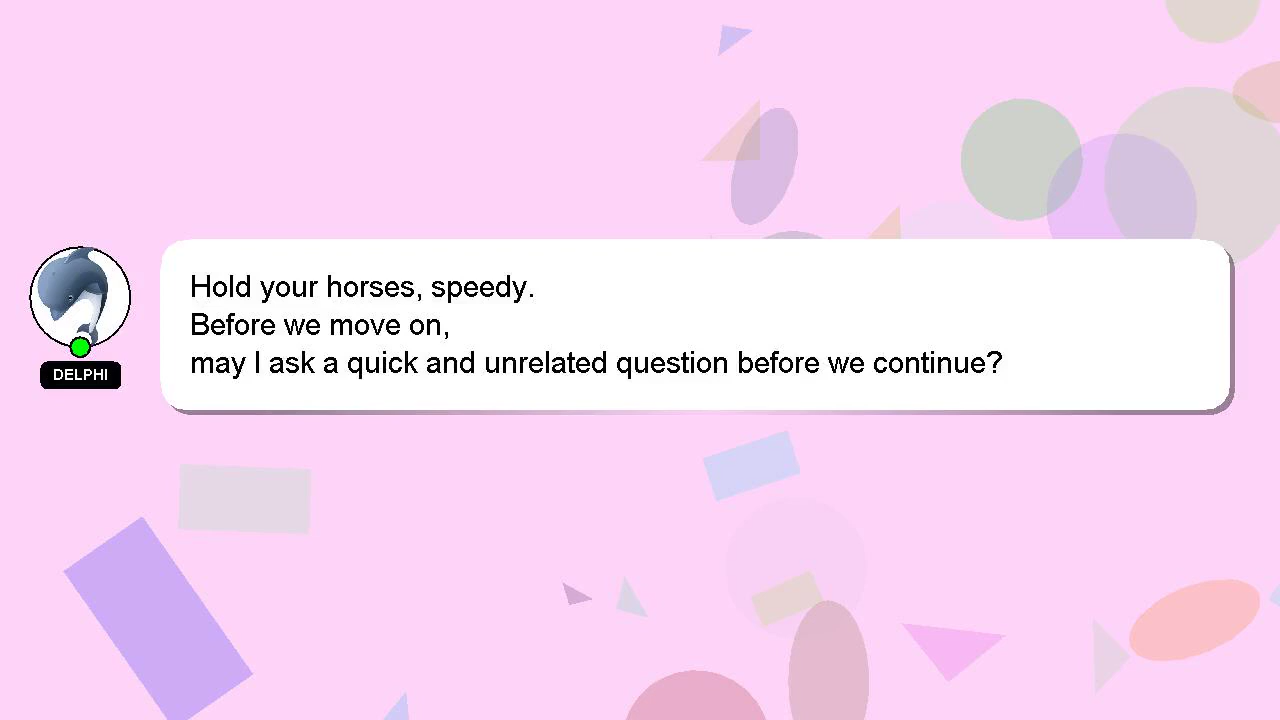 Hold your horses, speedy.
Before we move on,
may I ask a quick and unrelated question before we continue?
DELPHI